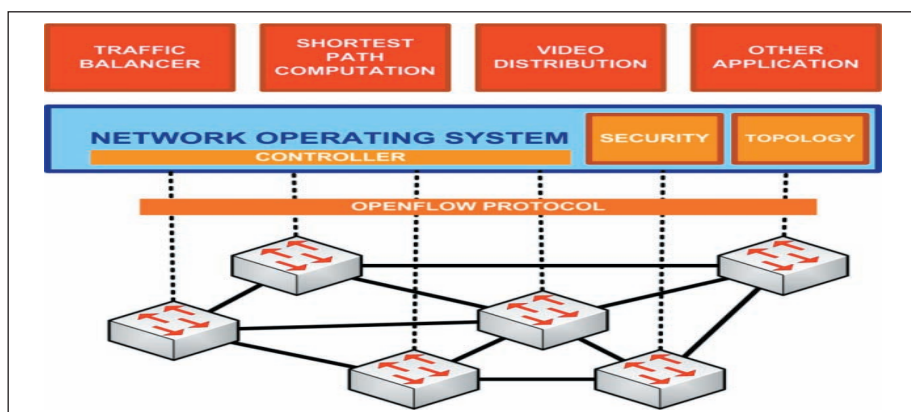 TRAFFIC
BALANCER
SHORTEST
PATH
COMPUTATION
VIDEO
DISTRIBUTION
OTHER
APPLICATION
NETWORK OPERATING SYSTEM
CONTROLLER
SECURITY
TOPOLOGY
OPENFLOW PROTOCOL